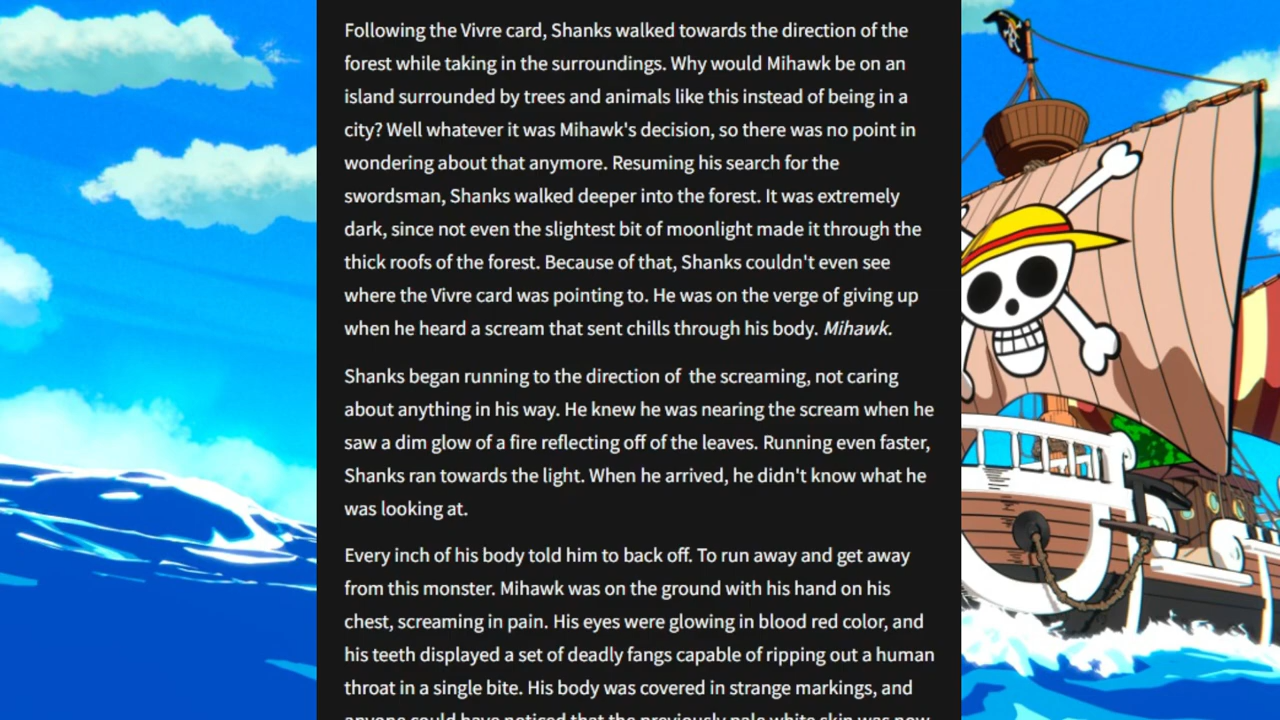 Following the Vivre card, Shanks walked towards the direction of the
forest while taking in the surroundings. Why would Mihawk be on an
island surrounded by trees and animals like this instead of being in a
city? Well whatever it was Mihawk's decision, so there was no point in
wondering about that anymore. Resuming his search for the
swordsman, Shanks walked deeper into the forest. It was extremely
dark, since not even the slightest bit of moonlight made it through the
thick roofs of the forest. Because of that, Shanks couldn't even see
where the Vivre card was pointing to. He was on the verge of giving up
when he heard a scream that sent chills through his body. Mihawk.
Shanks began running to the direction of  the screaming, not caring
about anything in his way. He knew he was nearing the scream when he
saw a dim glow of a fire reflecting off of the leaves. Running even faster,
Shanks ran towards the light. When he arrived, he didn't know what he
was looking at.
Every inch of his body told him to back off. To run away and get away
from this monster. Mihawk was on the ground with his hand on his
chest, screaming in pain. His eyes were glowing in blood red color, and
his teeth displayed a set of deadly fangs capable of ripping out a human
throat in a single bite. His body was covered in strange markings, and
anyone could have noticed that the previously pale white skin was now